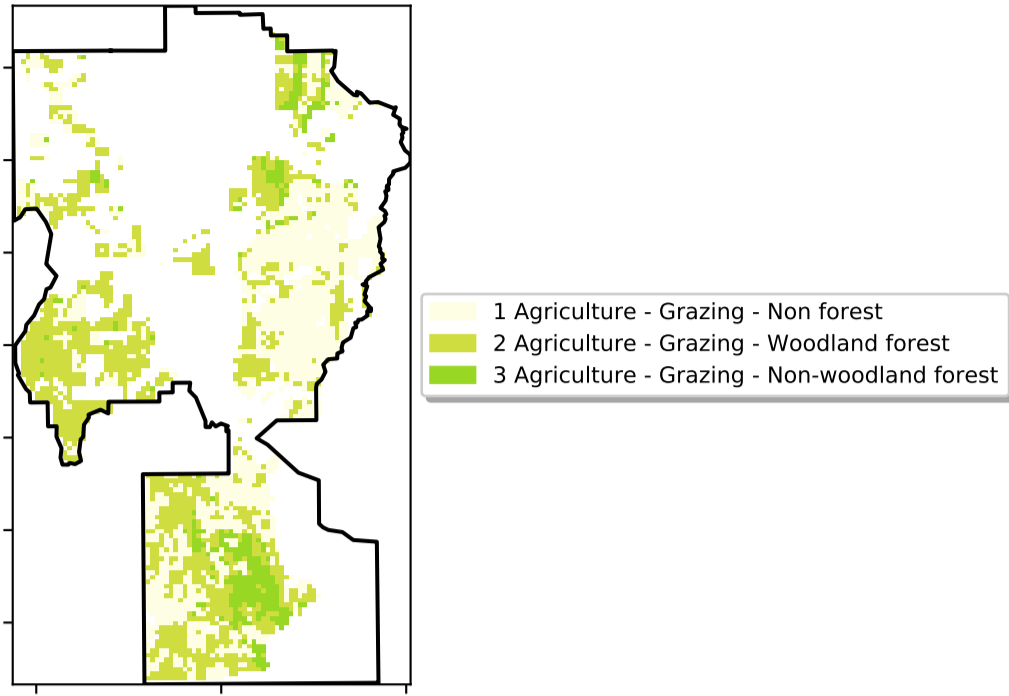 1 Agriculture - Grazing - Non forest
2 Agriculture - Grazing - Woodland forest
3 Agriculture - Grazing - Non-woodland forest